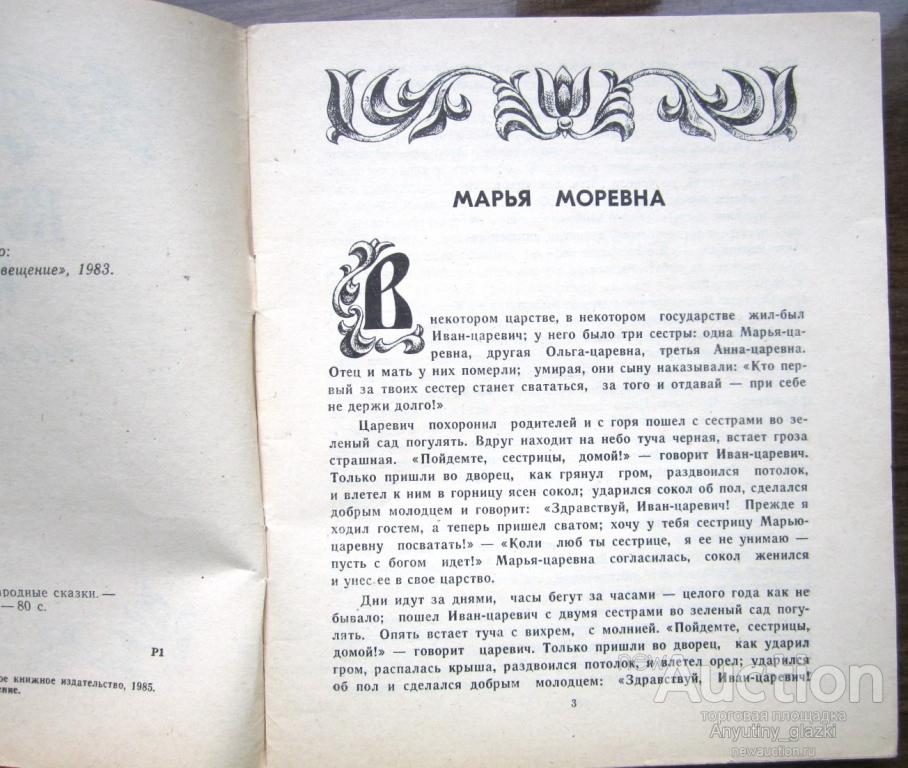 о:
вещение», 1983.
ародные сказки. —
— 80 с.
Р1
ое книжное издательство, 1985.
ение.
МАРЬЯ МОРЕВНА
В некотором царстве, в некотором государстве жил-был
Иван-царевич; у него было три сестры: одна Марья-ца-
ревна, другая Ольга-царевна, третья Анна-царевна.
Отец и мать у них померли; умирая, они сыну наказывали: «Кто пер-
вый за твоих сестер станет свататься, за того и отдавай — при себе
не держи долго!»
Царевич похоронил родителей и с горя пошел с сестрами во зе-
леный сад погулять. Вдруг находит на небо туча черная, встает гроза
страшная. «Пойдемте, сестрицы, домой!» — говорит Иван-царевич.
Только пришли во дворец, как грянул гром, раздвоился потолок,
и влетел к ним в горницу ясен сокол; ударился сокол об пол, сделался
добрым молодцем и говорит: «Здравствуй, Иван-царевич! Прежде я
ходил гостем, а теперь пришел сватом; хочу у тебя сестрицу Марью-
царевну посватать!» — «Коли люб ты сестрице, я ее не унимаю —
пусть с богом идет!» Марья-царевна согласилась, сокол женился
и унес ее в свое царство.
Дни идут за днями, часы бегут за часами — целого года как не
бывало; пошел Иван-царевич с двумя сестрами во зеленый сад погу-
лять. Опять встает туча с вихрем, с молнией. «Пойдемте, сестрицы,
домой!» — говорит царевич. Только пришли во дворец, как ударил
гром, распалась крыша, раздвоился потолок, и влетел орел; ударился
об пол и сделался добрым молодцем: «Здравствуй, Иван-царевич!
3
new Auction
торговая площадка
Anyutiny_glazki
newauction.ru